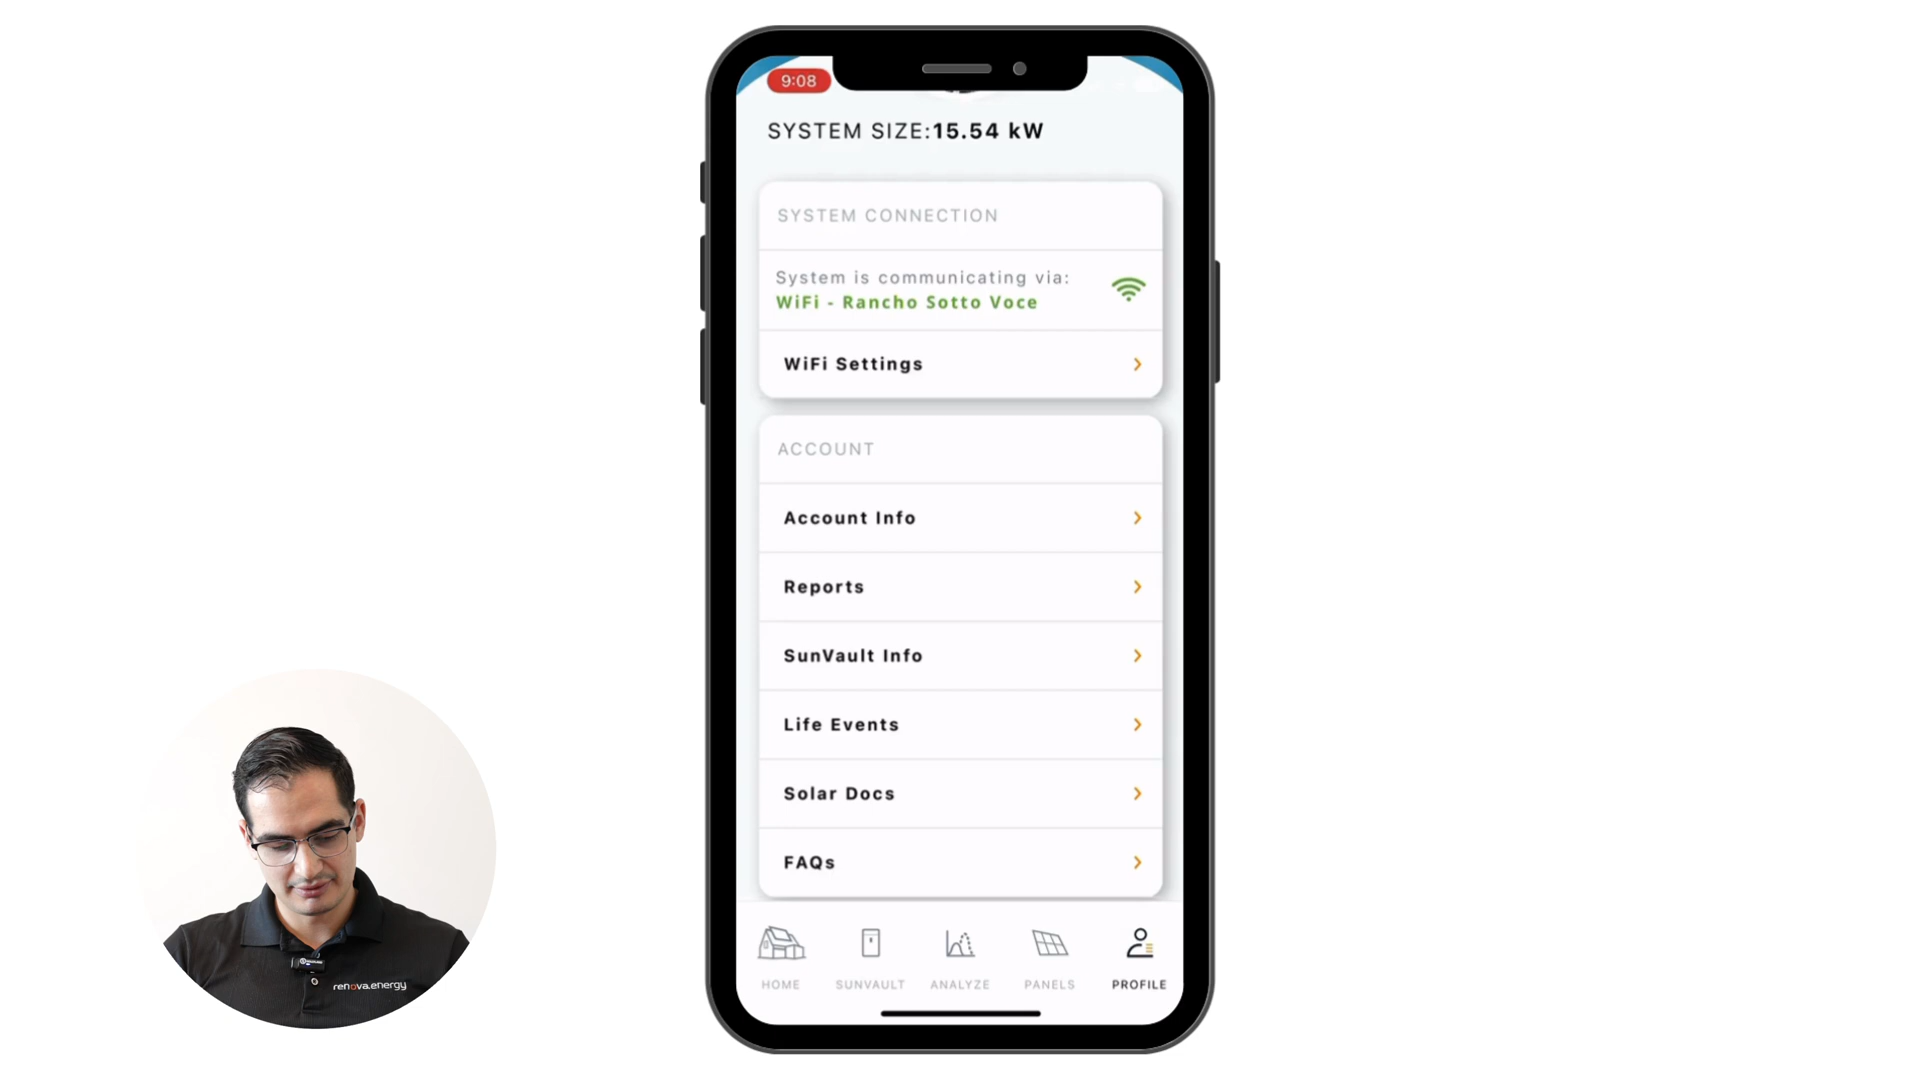 9:08
SYSTEM SIZE:15.54 kW
SYSTEM CONNECTION
System is communicating via:
WiFi - Rancho Sotto Voce
WiFi Settings
ACCOUNT
Account Info
Reports
SunVault Info
Life Events
Solar Docs
FAQs
HOME SUNVAULT ANALYZE PANELS PROFILE
renova.energy